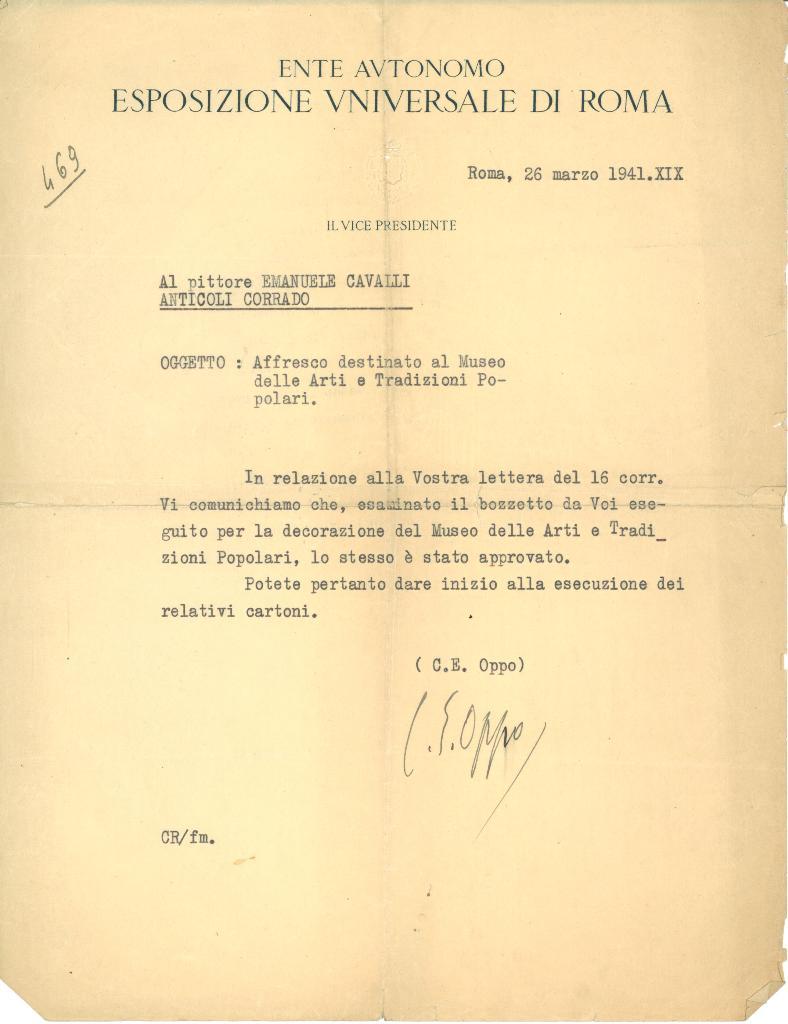 ENTE AVTONOMO
ESPOSIZIONE VNIVERSALE DI ROMA
469
Roma, 26 marzo 1941.XIX
IL VICE PRESIDENTE
Al pittore EMANUELE CAVALLI
ANTICOLI CORRADO
OGGETTO : Affresco destinato al Museo
delle Arti e Tradizioni Po-
polari.
In relazione alla Vostra lettera del 16 corr.
Vi comunichiamo che, esaminato il bozzetto da Voi ese-
guito per la decorazione del Museo delle Arti e Tradi_
zioni Popolari, lo stesso è stato approvato.
Potete pertanto dare inizio alla esecuzione dei
relativi cartoni.
( C.E. Oppo)
C.E. Oppo
CR/fm.